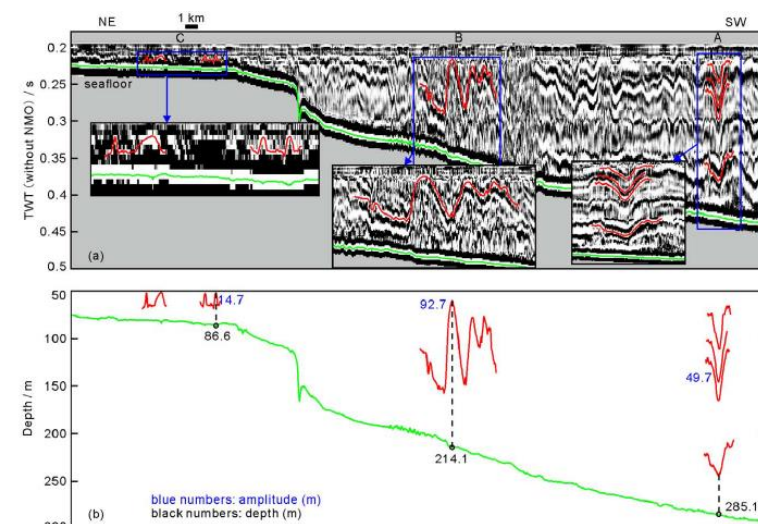 NE 1 km SW
C B A
0.2
0.25
0.3
0.35
0.4
0.45
0.5
TWT (without NMO) / s
seafloor
(a)
50
100
150
200
250
Depth / m
14.7
86.6
92.7
214.1
49.7
285.1
blue numbers: amplitude (m)
black numbers: depth (m)
(b)